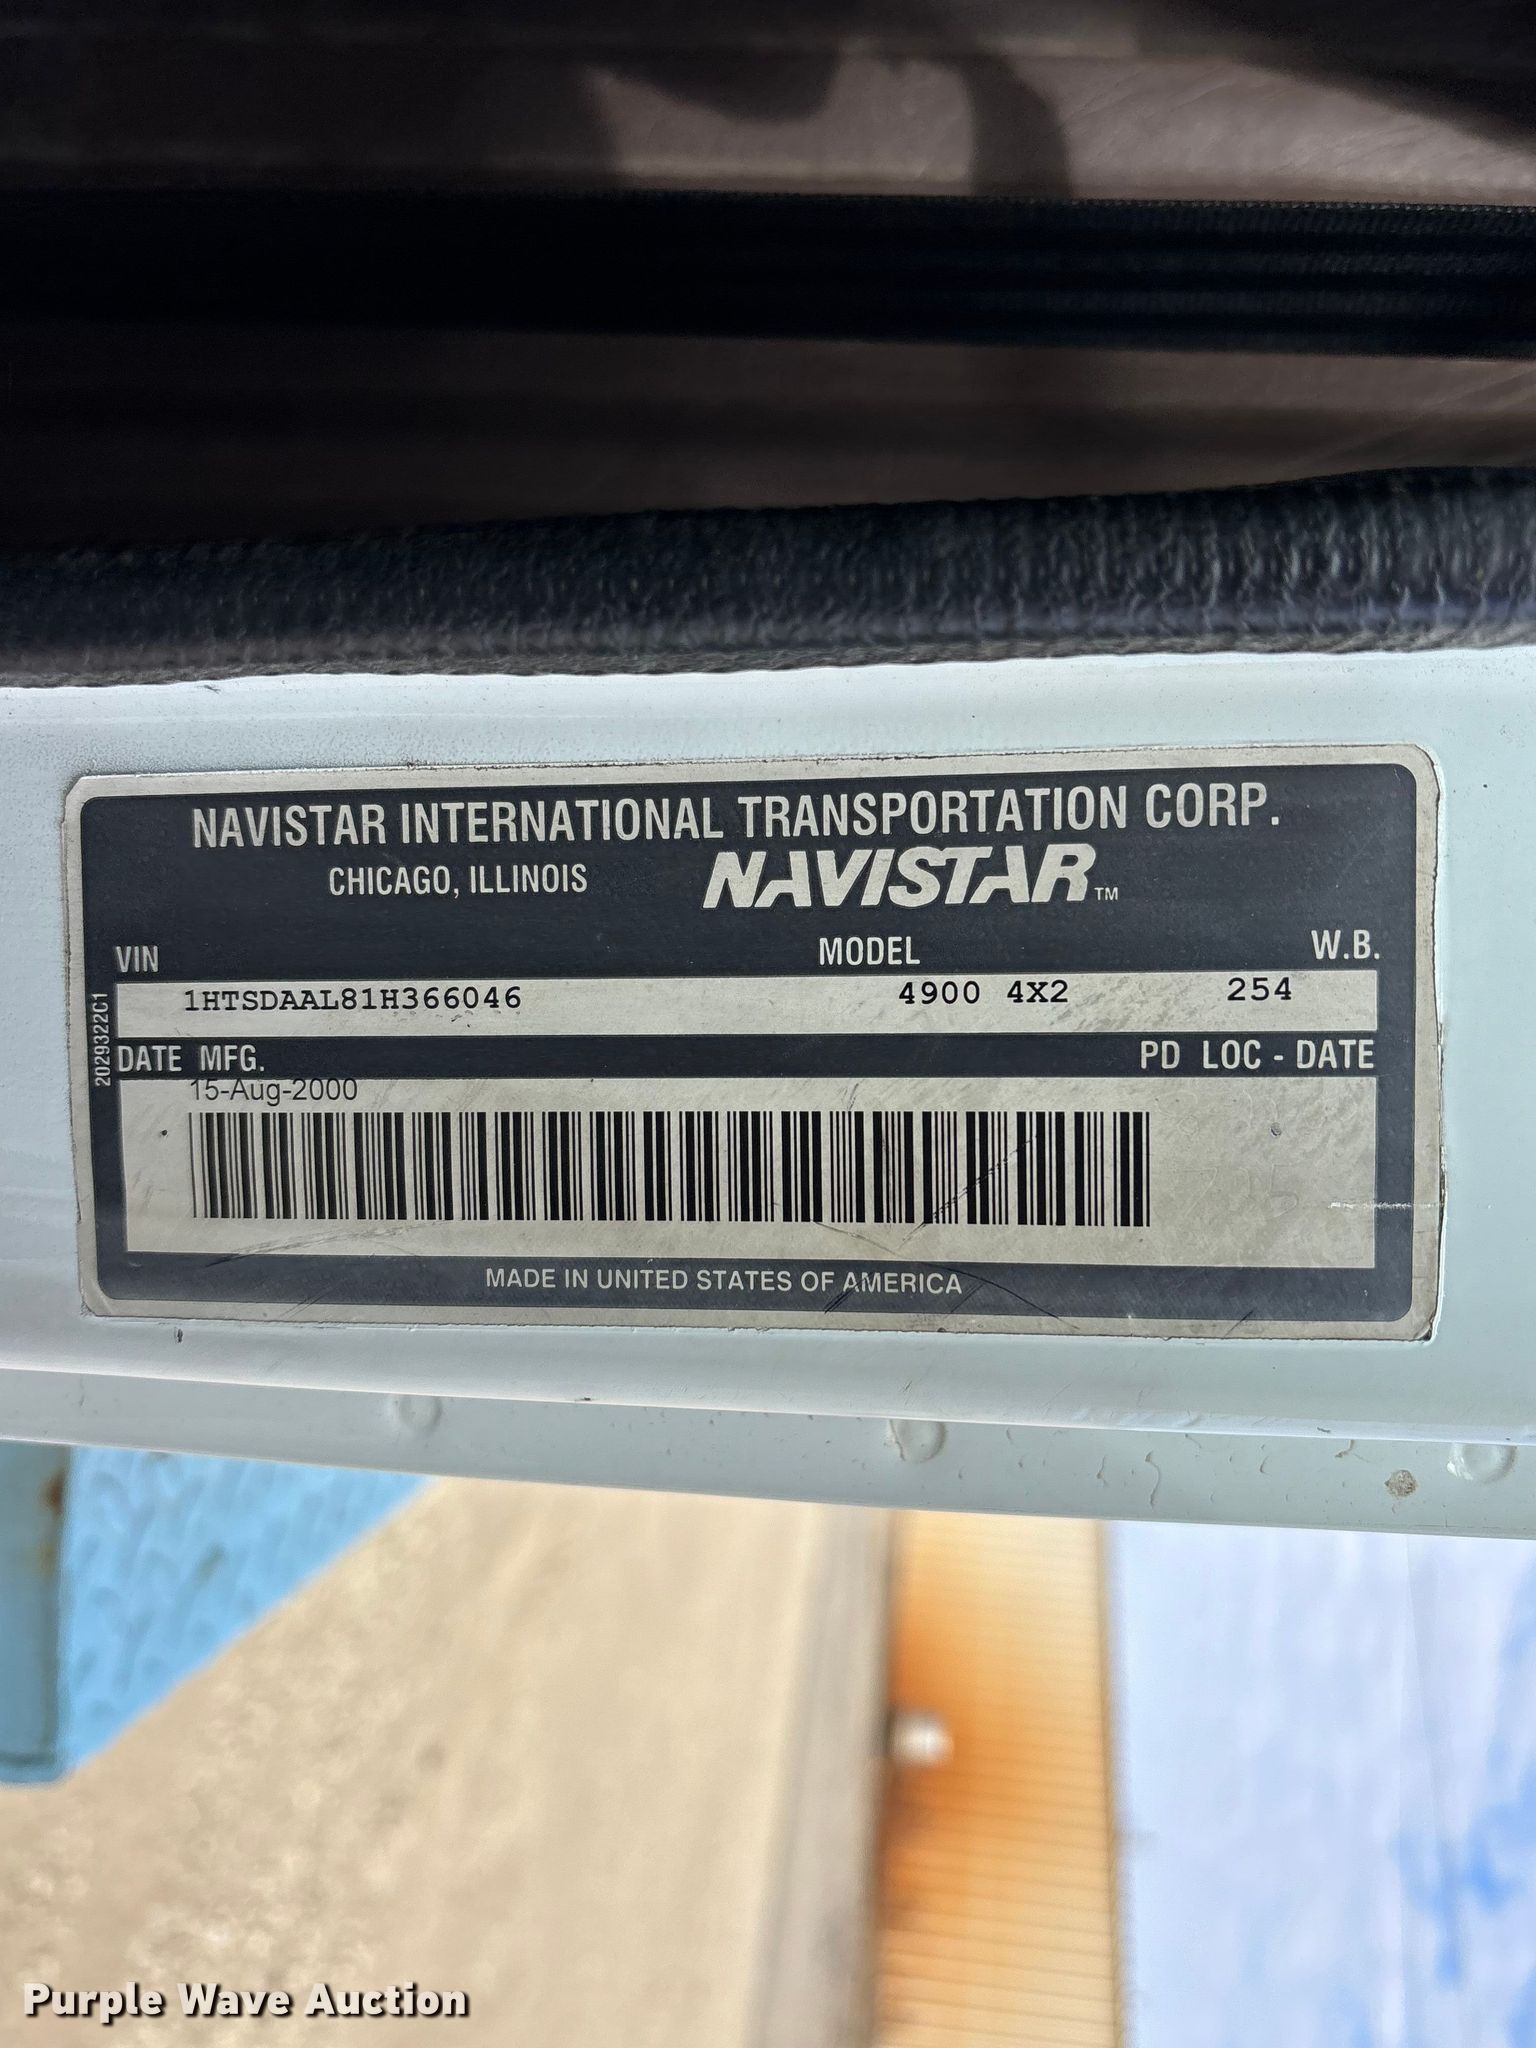 NAVISTAR INTERNATIONAL TRANSPORTATION CORP.
CHICAGO, ILLINOIS NAVISTAR™
VIN MODEL W.B.
1HTSDAAL81H366046 4900 4X2 254
2029322C1
DATE MFG. PD LOC - DATE
15-Aug-2000
MADE IN UNITED STATES OF AMERICA
Purple Wave Auction